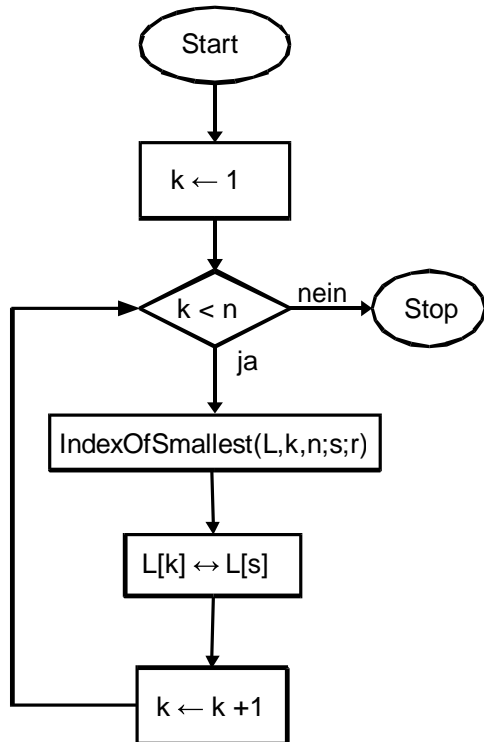 Start
k ← 1
k < n
nein
Stop
ja
IndexOfSmallest(L,k,n;s;r)
L[k] ↔ L[s]
k ← k +1